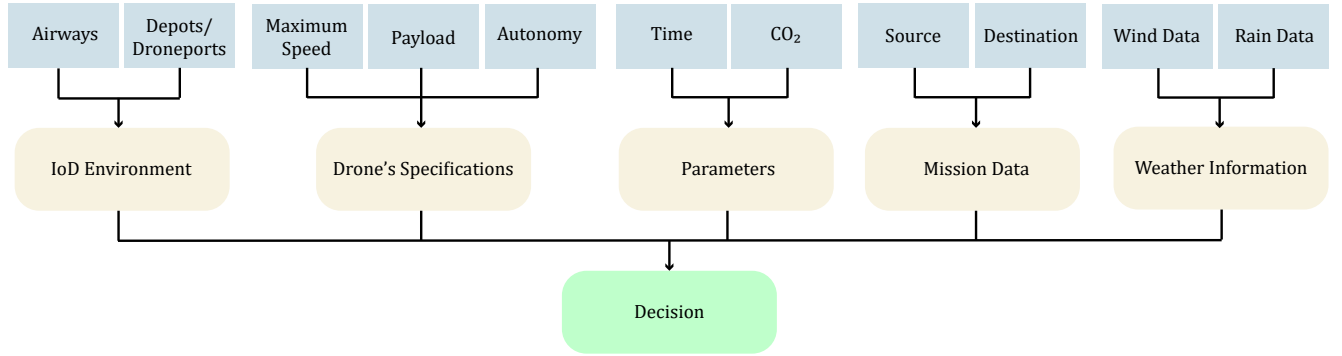 Airways
Depots/
Droneports
Maximum
Speed
Payload
Autonomy
Time
CO₂
Source
Destination
Wind Data
Rain Data
IoD Environment
Drone’s Specifications
Parameters
Mission Data
Weather Information
Decision